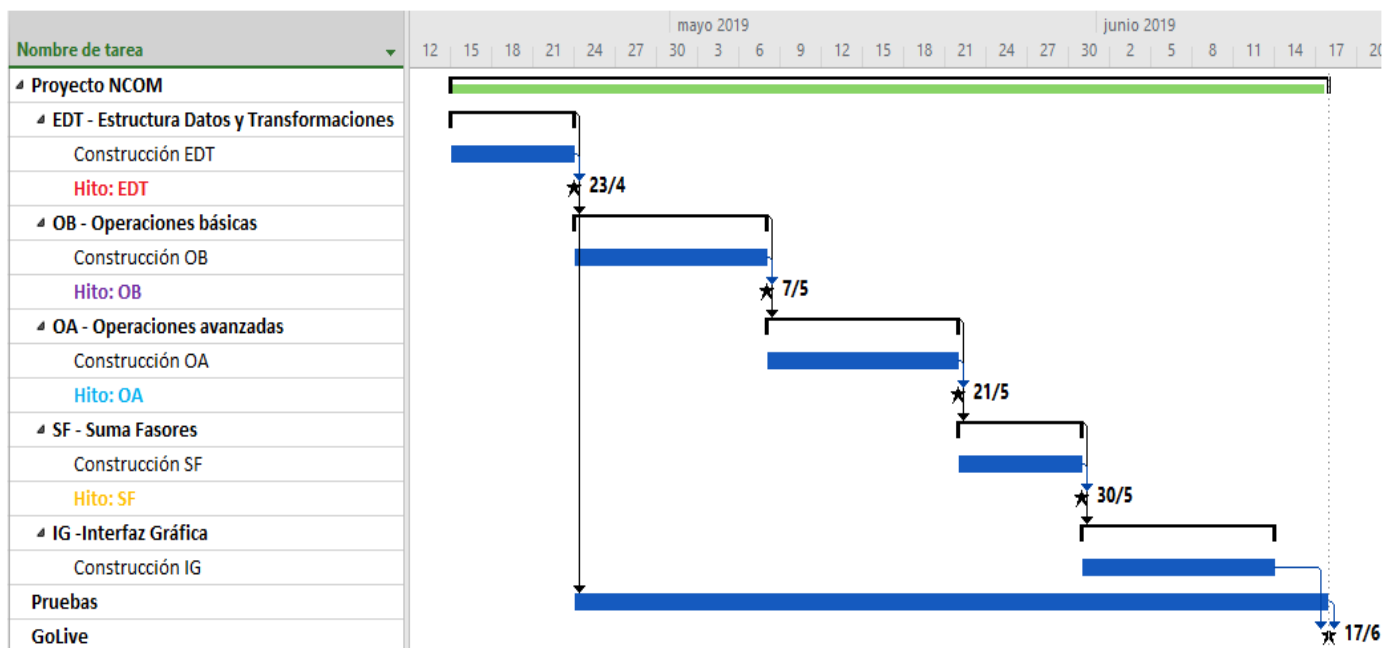 mayo 2019 junio 2019
Nombre de tarea 12 15 18 21 24 27 30 3 6 9 12 15 18 21 24 27 30 2 5 8 11 14 17
Proyecto NCOM
EDT - Estructura Datos y Transformaciones
Construcción EDT
Hito: EDT 23/4
OB - Operaciones básicas
Construcción OB
Hito: OB 7/5
OA - Operaciones avanzadas
Construcción OA
Hito: OA 21/5
SF - Suma Fasores
Construcción SF
Hito: SF 30/5
IG -Interfaz Gráfica
Construcción IG
Pruebas
GoLive 17/6